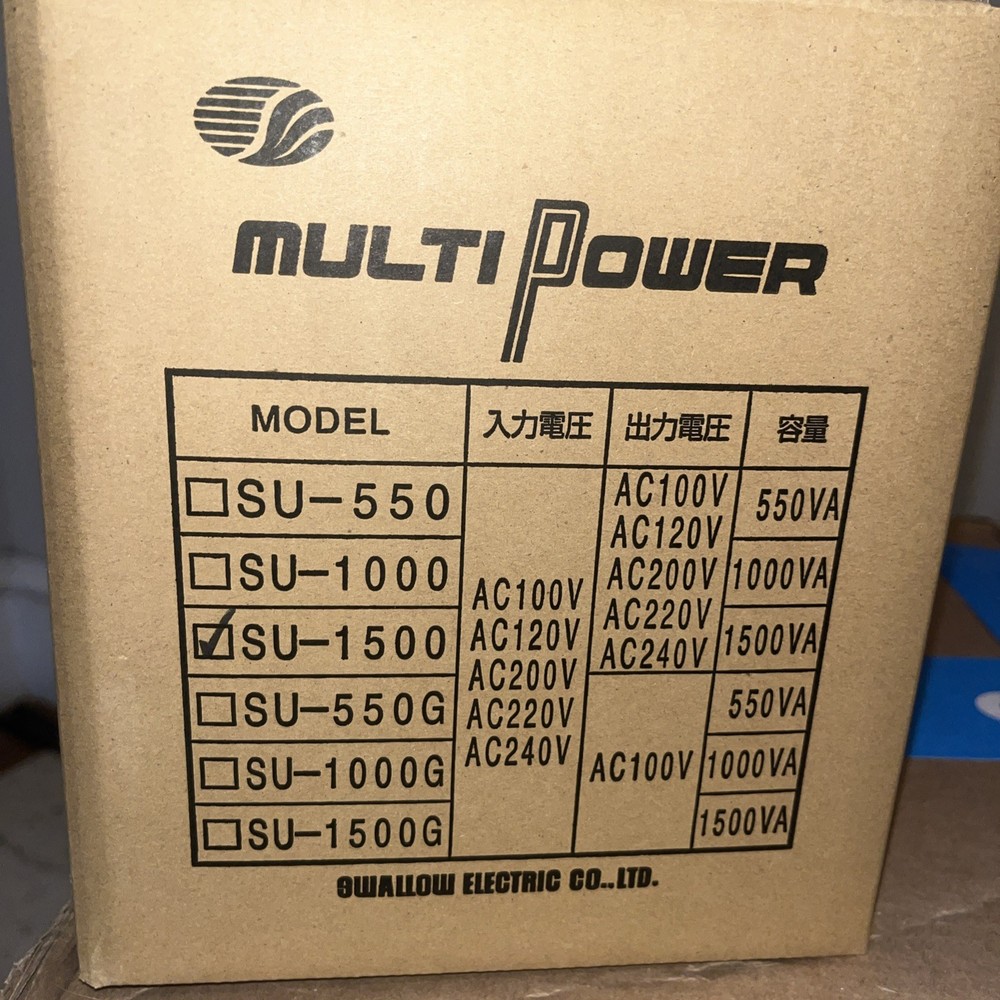 MULTI POWER
MODEL 入力電圧 出力電圧 容量
SU-550
SU-1000
SU-1500
SU-550G
SU-1000G
SU-1500G
AC100V
AC120V
AC200V
AC220V
AC240V
AC100V
AC120V
AC200V
AC220V
AC240V
AC100V
550VA
1000VA
1500VA
550VA
1000VA
1500VA
SWALLOW ELECTRIC CO.,LTD.